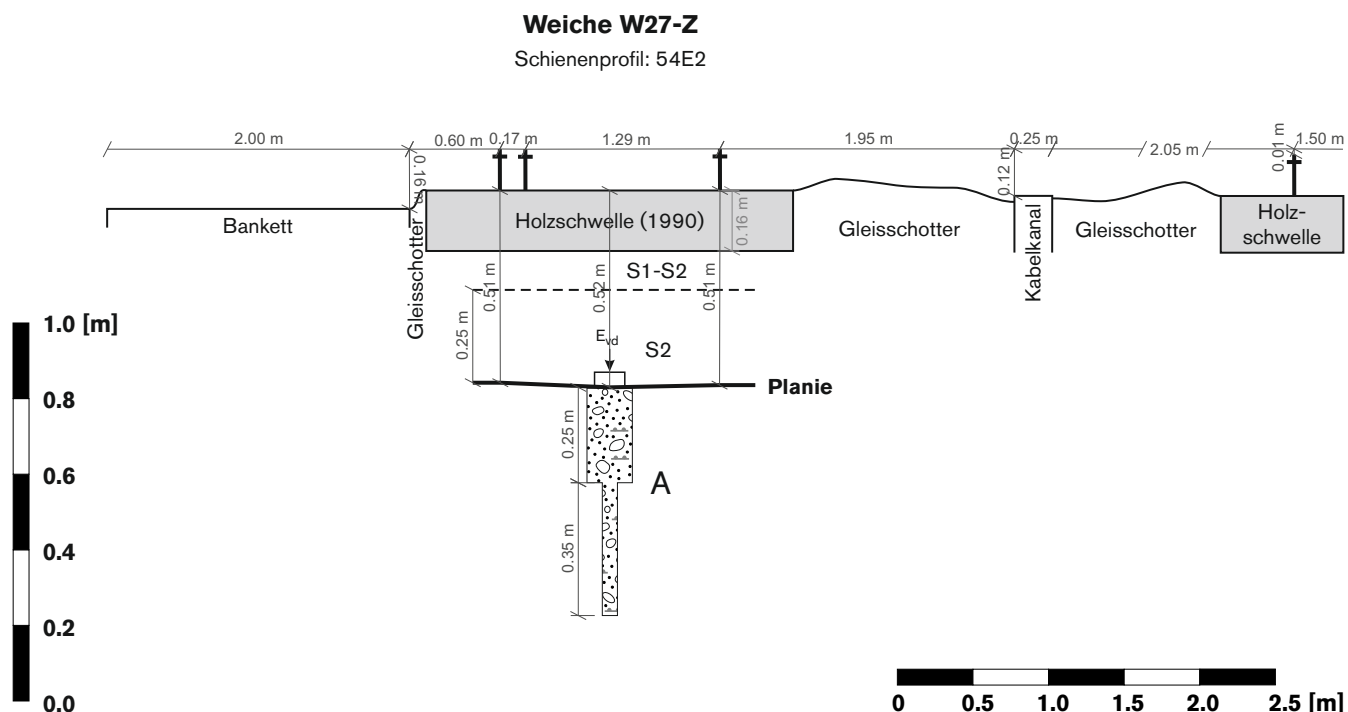 Weiche W27-Z
Schienenprofil: 54E2
2.00 m
0.60 m
0.17 m
1.29 m
1.95 m
0.25 m
2.05 m
0.01 m
1.50 m
0.16 m
0.12 m
Bankett
Gleisschotter
Holzschwelle (1990)
0.16 m
Gleisschotter
Kabelkanal
Gleisschotter
Holz-
schwelle
S1-S2
0.51 m
0.52 m
0.51 m
0.25 m
Evd
S2
Planie
0.25 m
A
0.35 m
1.0 [m]
0.8
0.6
0.4
0.2
0.0
0 0.5 1.0 1.5 2.0 2.5 [m]